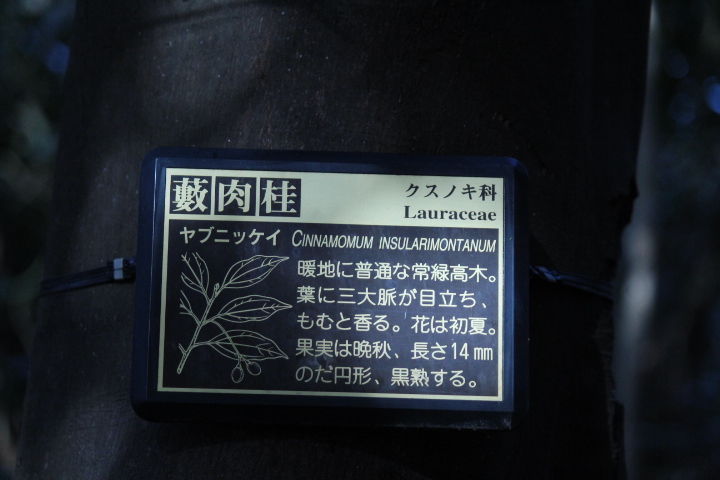 藪肉桂
クスノキ科
Lauraceae
ヤブニッケイ CINNAMOMUM INSULARIMONTANUM
暖地に普通な常緑高木。
葉に三大脈が目立ち、
もむと香る。花は初夏。
果実は晩秋、長さ14mm
のだ円形、黒熟する。